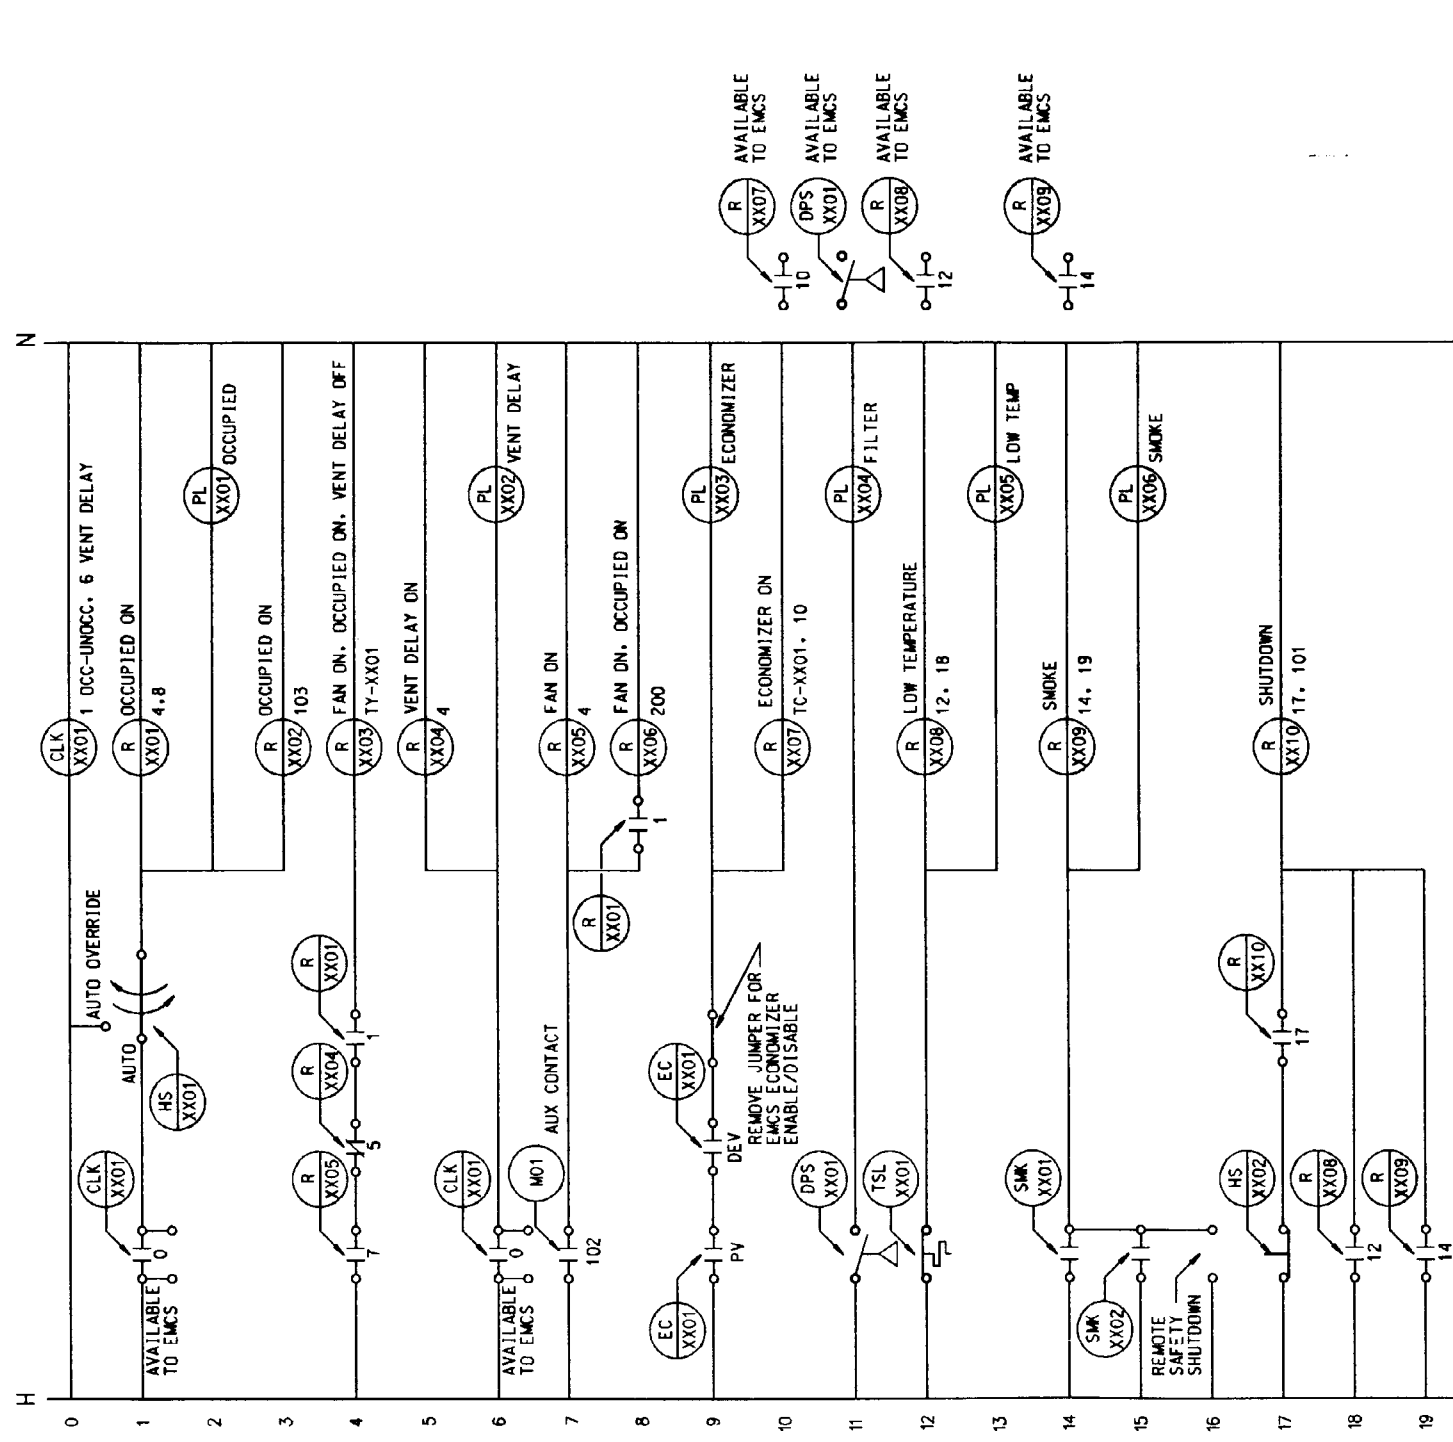 H
N
0
CLK
XX01
1 OCC-UNOCC. 6 VENT DELAY
AUTO OVERRIDE
1
AVAILABLE
TO EMCS
0
CLK
XX01
AUTO
HS
XX01
R
XX01
OCCUPIED ON
4.8
2
PL
XX01
OCCUPIED
3
R
XX02
OCCUPIED ON
103
4
7
R
XX05
5
R
XX04
1
R
XX01
R
XX03
FAN ON. OCCUPIED ON. VENT DELAY OFF
TY-XX01
5
R
XX04
VENT DELAY ON
4
6
AVAILABLE
TO EMCS
0
CLK
XX01
PL
XX02
VENT DELAY
7
102
M01
AUX CONTACT
R
XX05
FAN ON
4
8
R
XX01
1
R
XX06
FAN ON. OCCUPIED ON
200
9
EC
XX01
PV
DEV
EC
XX01
REMOVE JUMPER FOR
EMCS ECONOMIZER
ENABLE/DISABLE
PL
XX03
ECONOMIZER
10
R
XX07
ECONOMIZER ON
TC-XX01. 10
10
R
XX07
AVAILABLE
TO EMCS
11
DPS
XX01
PL
XX04
FILTER
DPS
XX01
AVAILABLE
TO EMCS
12
TSL
XX01
R
XX08
LOW TEMPERATURE
12. 18
12
R
XX08
AVAILABLE
TO EMCS
13
PL
XX05
LOW TEMP
14
SMK
XX01
R
XX09
SMOKE
14. 19
14
R
XX09
AVAILABLE
TO EMCS
15
SMK
XX02
PL
XX06
SMOKE
16
REMOTE
SAFETY
SHUTDOWN
17
HS
XX02
17
R
XX10
R
XX10
SHUTDOWN
17. 101
18
12
R
XX08
19
14
R
XX09